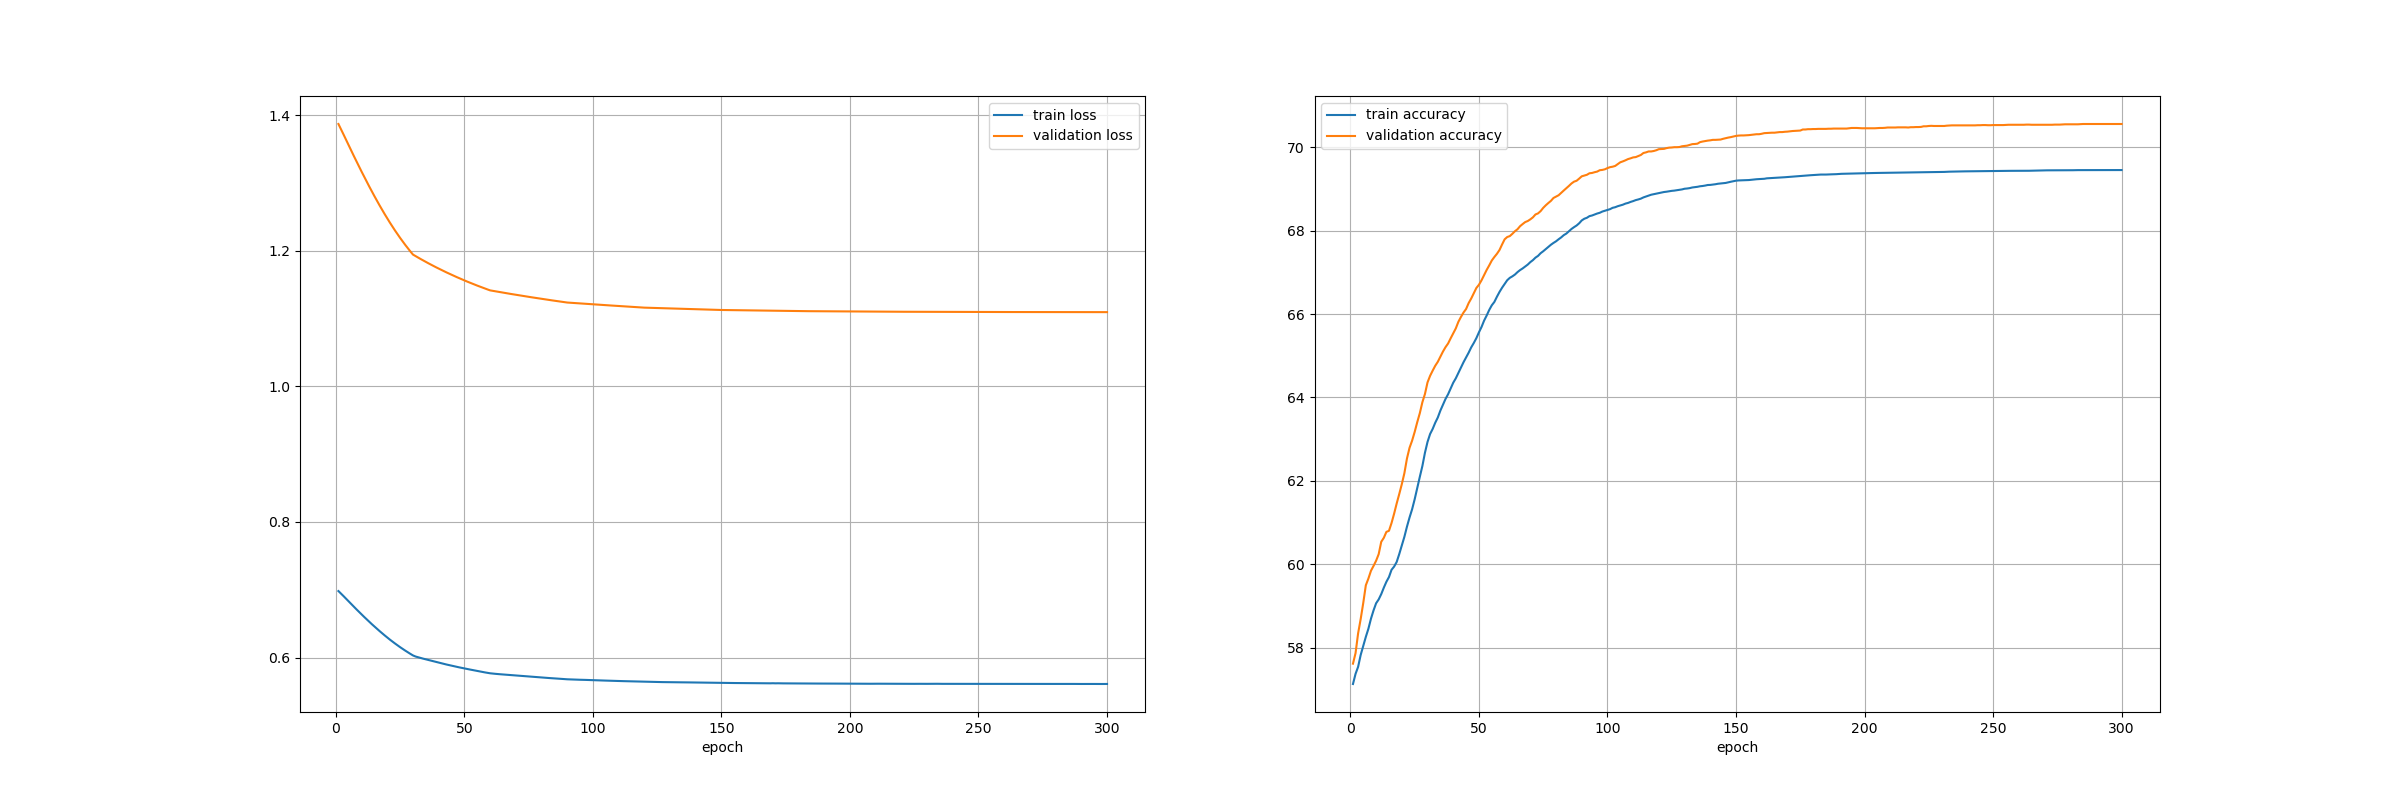 train loss
validation loss
1.4
1.2
1.0
0.8
0.6
0 50 100 150 200 250 300
epoch
train accuracy
validation accuracy
70
68
66
64
62
60
58
0 50 100 150 200 250 300
epoch